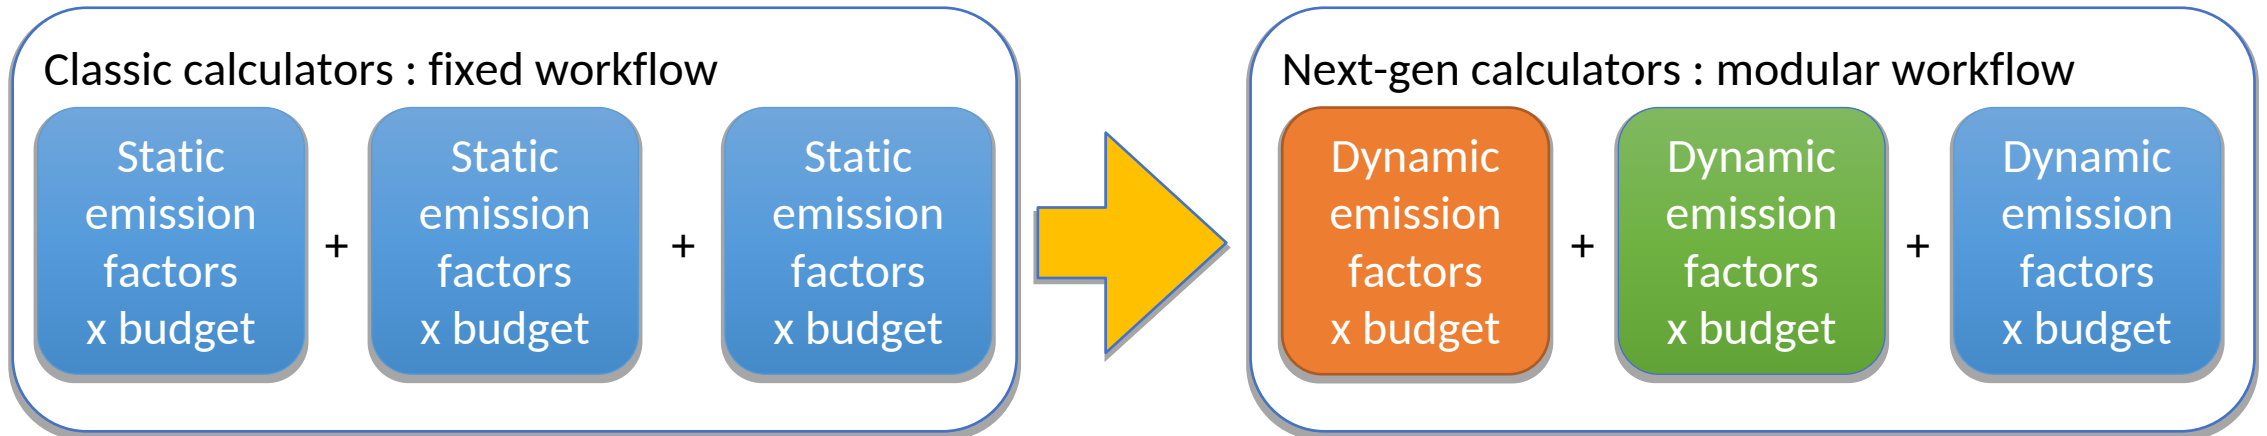 Classic calculators : fixed workflow
Static
emission
factors
x budget
+
Static
emission
factors
x budget
+
Static
emission
factors
x budget
Next-gen calculators : modular workflow
Dynamic
emission
factors
x budget
+
Dynamic
emission
factors
x budget
+
Dynamic
emission
factors
x budget